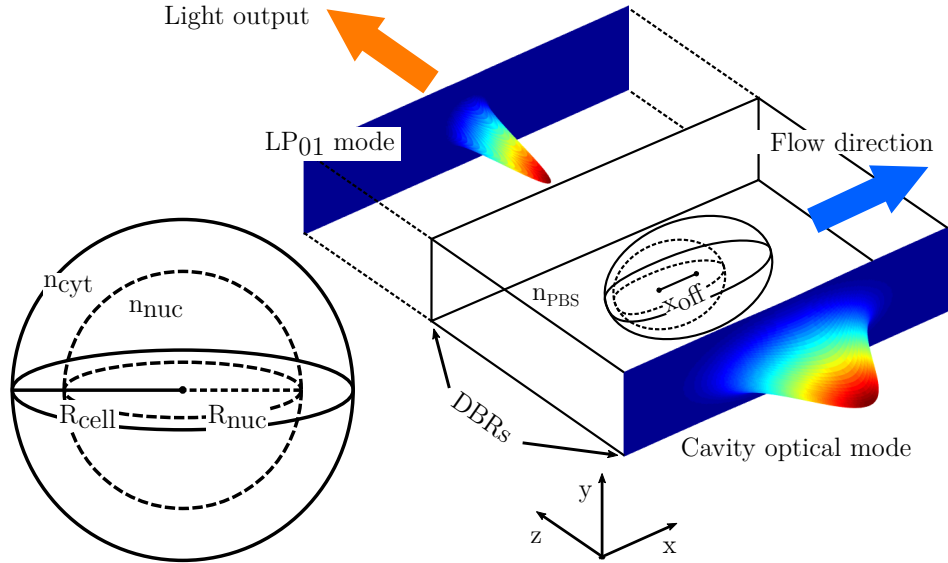 Light output
LP01 mode
Flow direction
ncyt
nnuc
nPBS
xoff
Rcell
Rnuc
DBRs
Cavity optical mode
y
z
x